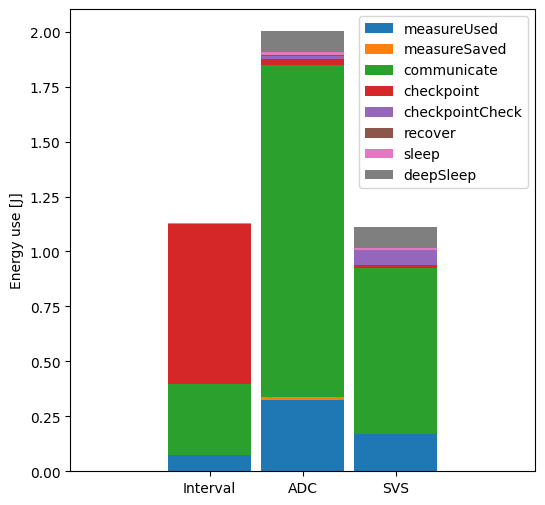 2.00
1.75
1.50
1.25
1.00
0.75
0.50
0.25
0.00
Energy use [J]
measureUsed
measureSaved
communicate
checkpoint
checkpointCheck
recover
sleep
deepSleep
Interval
ADC
SVS